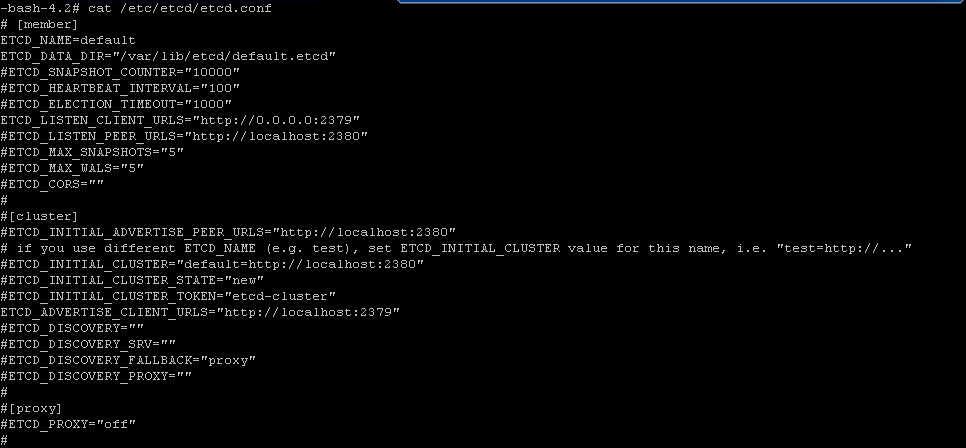 -bash-4.2# cat /etc/etcd/etcd.conf
# [member]
ETCD_NAME=default
ETCD_DATA_DIR="/var/lib/etcd/default.etcd"
#ETCD_SNAPSHOT_COUNTER="10000"
#ETCD_HEARTBEAT_INTERVAL="100"
#ETCD_ELECTION_TIMEOUT="1000"
ETCD_LISTEN_CLIENT_URLS="http://0.0.0.0:2379"
#ETCD_LISTEN_PEER_URLS="http://localhost:2380"
#ETCD_MAX_SNAPSHOTS="5"
#ETCD_MAX_WALS="5"
#ETCD_CORS=""
#
#[cluster]
#ETCD_INITIAL_ADVERTISE_PEER_URLS="http://localhost:2380"
# if you use different ETCD_NAME (e.g. test), set ETCD_INITIAL_CLUSTER value for this name, i.e. "test=http://..."
#ETCD_INITIAL_CLUSTER="default=http://localhost:2380"
#ETCD_INITIAL_CLUSTER_STATE="new"
#ETCD_INITIAL_CLUSTER_TOKEN="etcd-cluster"
ETCD_ADVERTISE_CLIENT_URLS="http://localhost:2379"
#ETCD_DISCOVERY=""
#ETCD_DISCOVERY_SRV=""
#ETCD_DISCOVERY_FALLBACK="proxy"
#ETCD_DISCOVERY_PROXY=""
#
#[proxy]
#ETCD_PROXY="off"
#